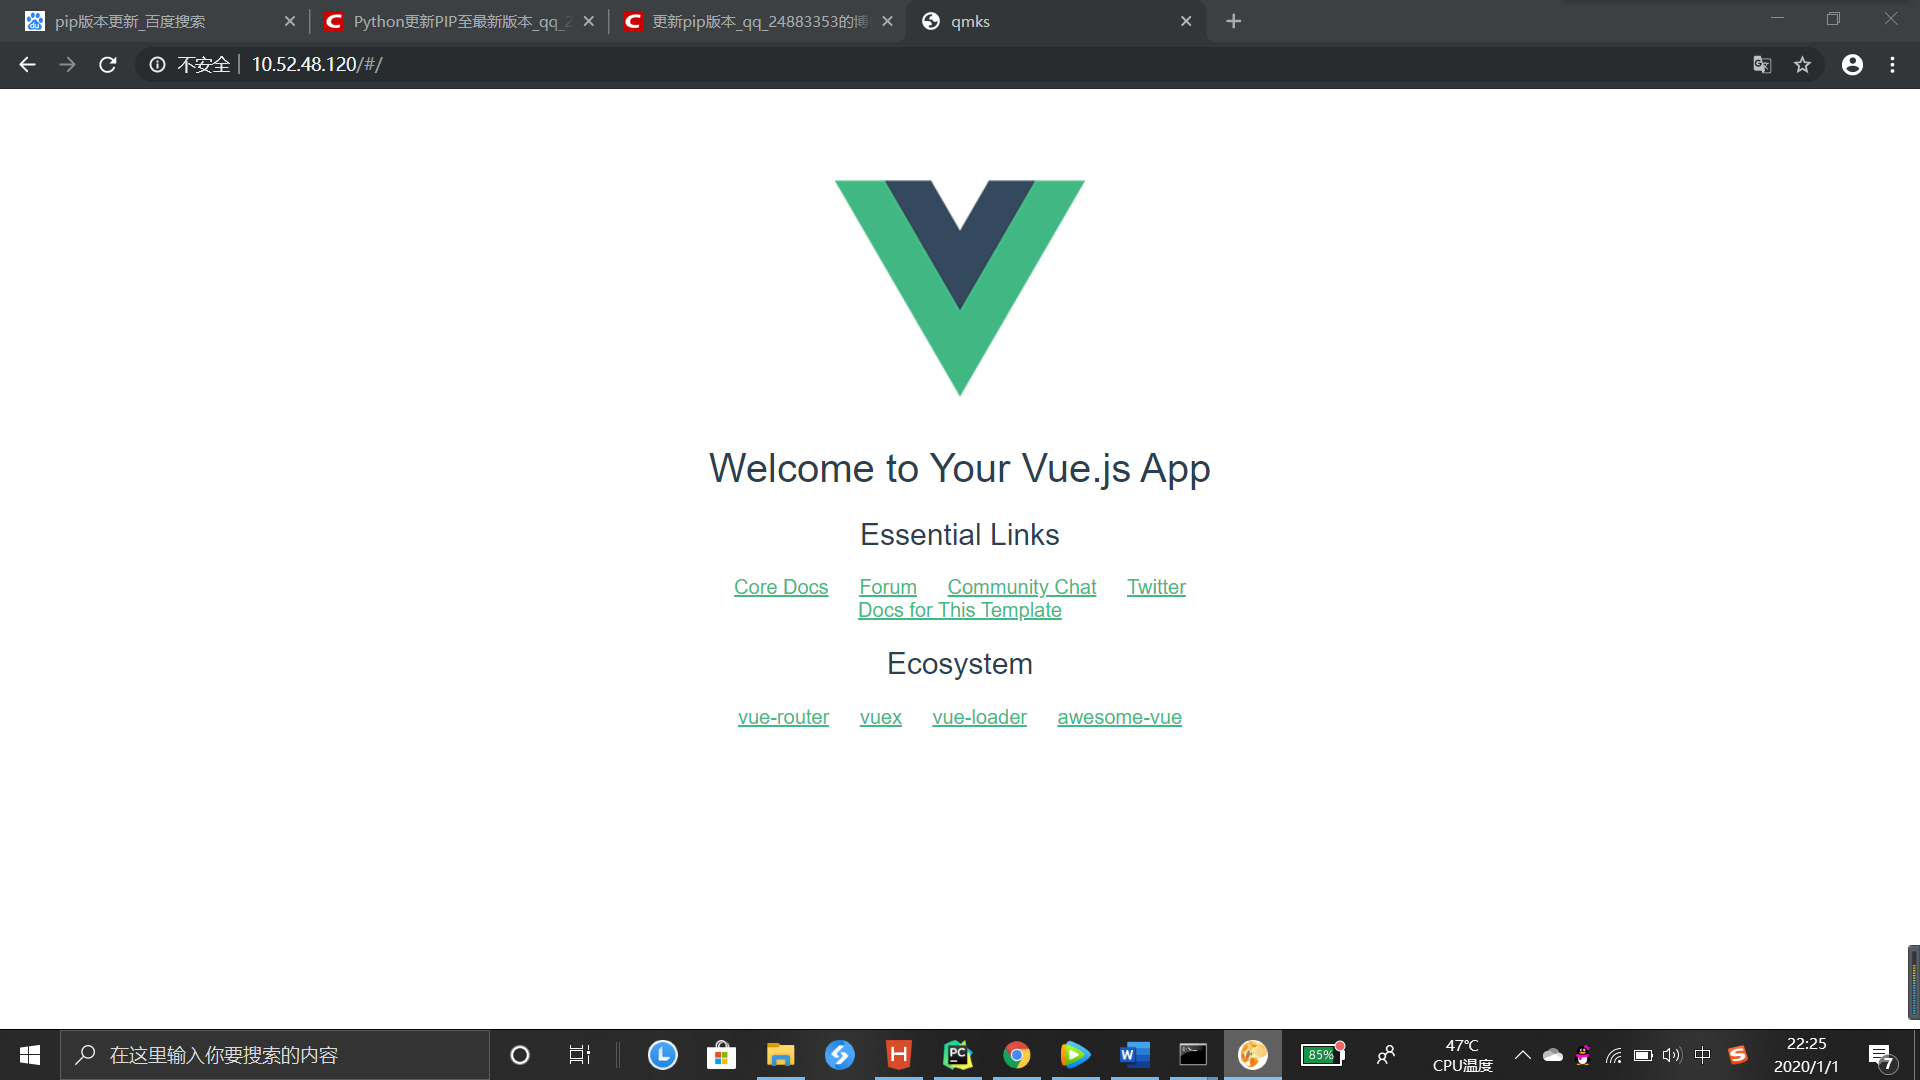 pip版本更新_百度搜索
Python更新PIP至最新版本_qq_2
更新pip版本_qq_24883353的博
qmks
不安全 10.52.48.120/#/
Welcome to Your Vue.js App
Essential Links
Core Docs Forum Community Chat Twitter
Docs for This Template
Ecosystem
vue-router vuex vue-loader awesome-vue
在这里输入你要搜索的内容
85%
47℃
CPU温度
中
22:25
2020/1/1
7